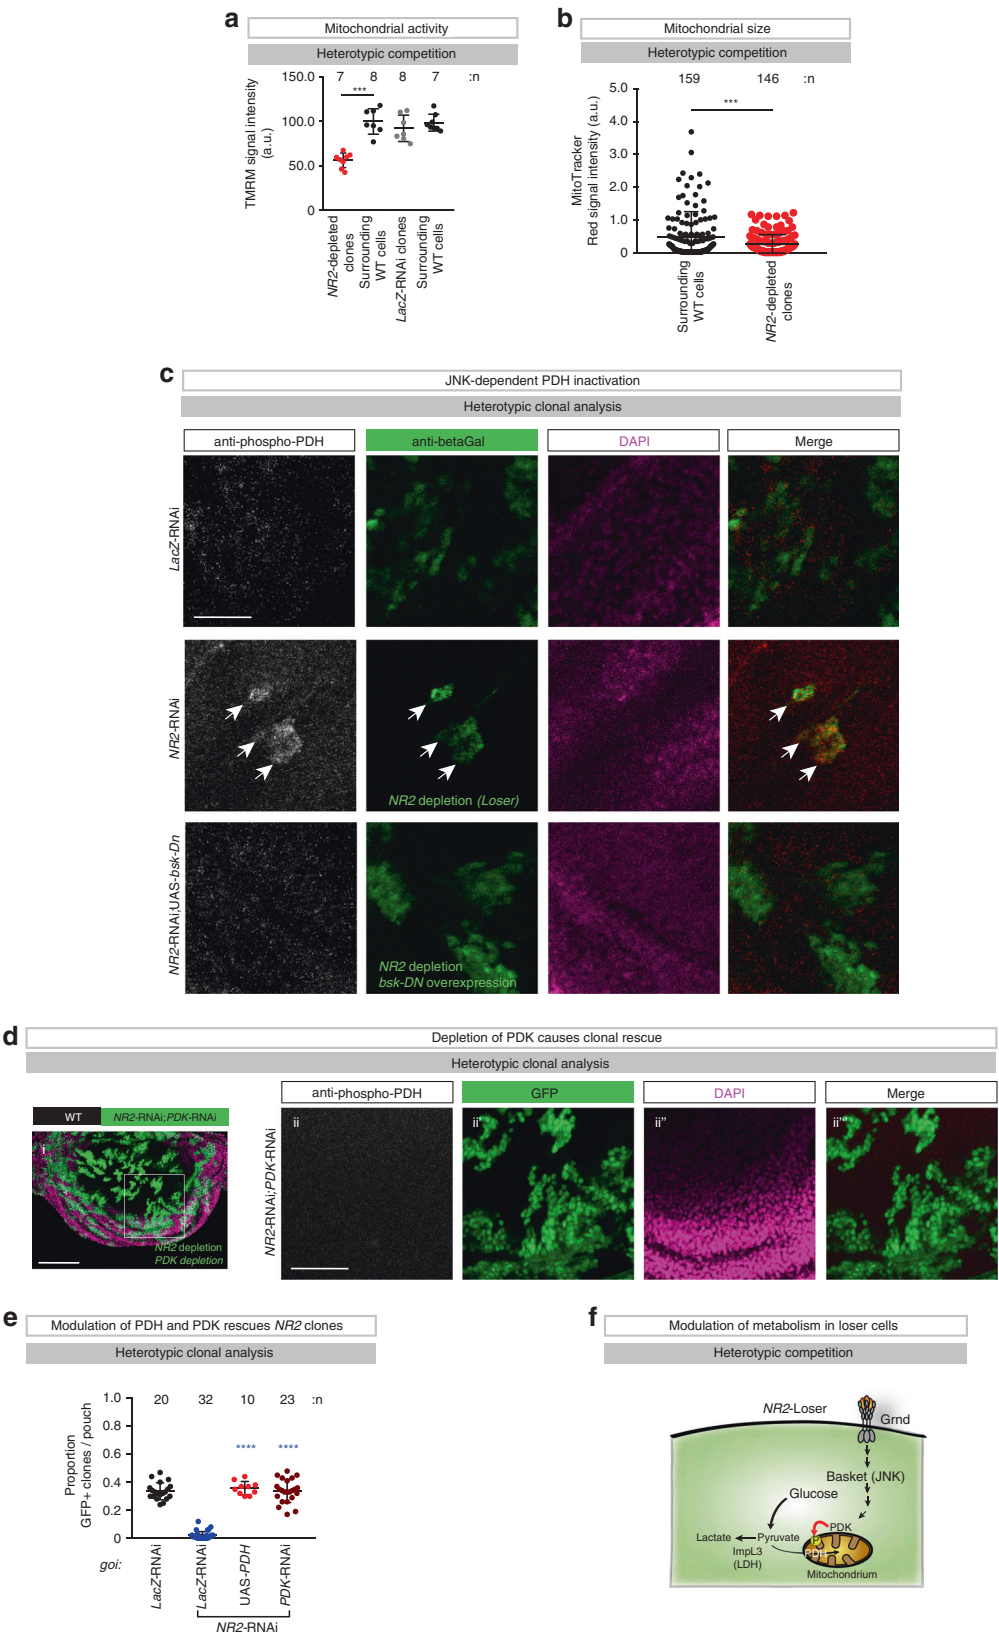 a
Mitochondrial activity
Heterotypic competition
7 8 8 7 :n
150.0
100.0
50.0
0
TMRM signal intensity
(a.u.)
***
NR2-depleted
clones
Surrounding
WT cells
LacZ-RNAi clones
Surrounding
WT cells
b
Mitochondrial size
Heterotypic competition
159 146 :n
5.0
4.0
3.0
2.0
1.0
0
MitoTracker
Red signal intensity (a.u.)
***
Surrounding
WT cells
NR2-depleted
clones
c
JNK-dependent PDH inactivation
Heterotypic clonal analysis
anti-phospho-PDH
anti-betaGal
DAPI
Merge
LacZ-RNAi
NR2-RNAi
NR2 depletion (Loser)
NR2-RNAi;UAS-bsk-Dn
NR2 depletion
bsk-DN overexpression
d
Depletion of PDK causes clonal rescue
Heterotypic clonal analysis
anti-phospho-PDH
GFP
DAPI
Merge
WT
NR2-RNAi;PDK-RNAi
i
NR2 depletion
PDK depletion
NR2-RNAi;PDK-RNAi
ii
ii'
ii''
ii'''
e
Modulation of PDH and PDK rescues NR2 clones
Heterotypic clonal analysis
20 32 10 23 :n
1.0
0.8
0.6
0.4
0.2
0
Proportion
GFP+ clones / pouch
**** ****
goi:
LacZ-RNAi
LacZ-RNAi
UAS-PDH
PDK-RNAi
NR2-RNAi
f
Modulation of metabolism in loser cells
Heterotypic competition
NR2-Loser
Grnd
Basket (JNK)
Glucose
PDK
P
Lactate
Pyruvate
ImpL3
(LDH)
PDH
Mitochondrium